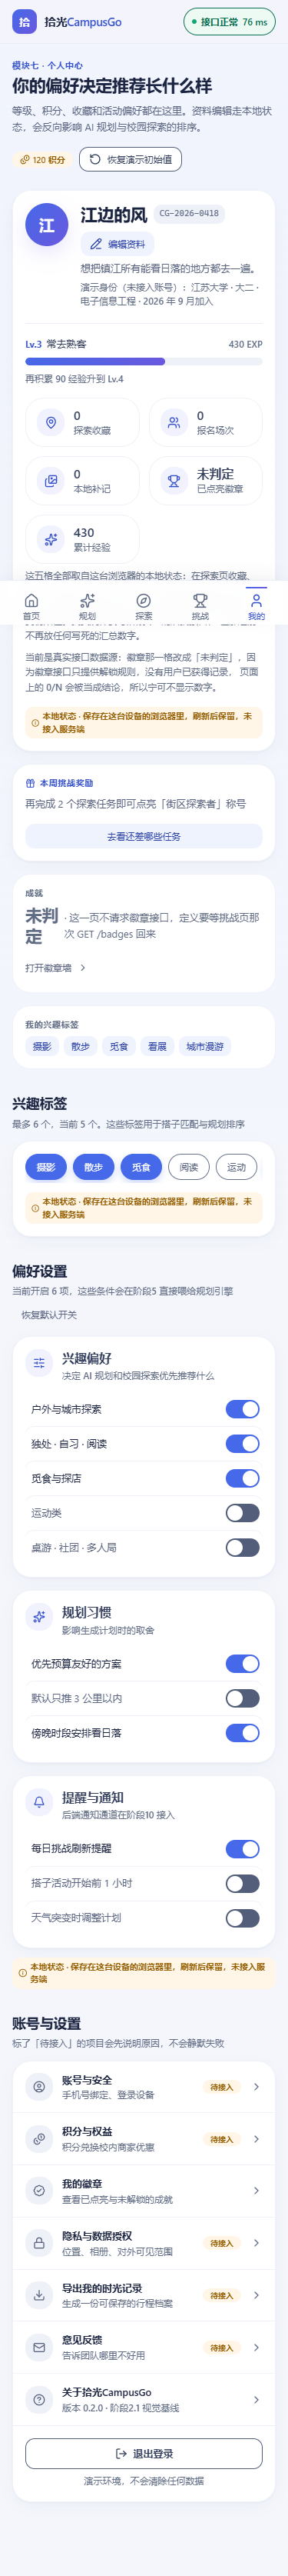 拾 拾光CampusGo
接口正常 76 ms
模块七 · 个人中心
你的偏好决定推荐长什么样
等级、积分、收藏和活动偏好都在这里。资料编辑走本地状
态，会反向影响 AI 规划与校园探索的排序。
120 积分
恢复演示初始值
江
江边的风
CG-2026-0418
编辑资料
想把镇江所有能看日落的地方都去一遍。
演示身份（未接入账号）：江苏大学 · 大二 ·
电子信息工程 · 2026 年 9 月加入
Lv.3 常去熟客
430 EXP
再积累 90 经验升到 Lv.4
0
探索收藏
0
报名场次
0
本地补记
未判定
已点亮徽章
430
累计经验
这五格全部取自这台浏览器的本地状态：在探索页收藏、
首页
规划
探索
挑战
我的
不再放任何写死的汇总数字。
当前是真实接口数据源：徽章那一格改成「未判定」，因
为徽章接口只提供解锁规则，没有用户已获得记录， 页面
上的 0/N 会被当成结论，所以宁可不显示数字。
本地状态 · 保存在这台设备的浏览器里，刷新后保留，未
接入服务端
本周挑战奖励
再完成 2 个探索任务即可点亮「街区探索者」称号
去看还差哪些任务
成就
未判
定
· 这一页不请求徽章接口，定义要等挑战页那
次 GET /badges 回来
打开徽章墙
我的兴趣标签
摄影
散步
觅食
看展
城市漫游
兴趣标签
最多 6 个，当前 5 个。这些标签用于搭子匹配与规划排序
摄影
散步
觅食
阅读
运动
本地状态 · 保存在这台设备的浏览器里，刷新后保留，未
接入服务端
偏好设置
当前开启 6 项，这些条件会在阶段5 直接喂给规划引擎
恢复默认开关
兴趣偏好
决定 AI 规划和校园探索优先推荐什么
户外与城市探索
独处 · 自习 · 阅读
觅食与探店
运动类
桌游 · 社团 · 多人局
规划习惯
影响生成计划时的取舍
优先预算友好的方案
默认只推 3 公里以内
傍晚时段安排看日落
提醒与通知
后端通知通道在阶段10 接入
每日挑战刷新提醒
搭子活动开始前 1 小时
天气突变时调整计划
本地状态 · 保存在这台设备的浏览器里，刷新后保留，未接入服
务端
账号与设置
标了「待接入」的项目会先说明原因，不会静默失败
账号与安全
手机号绑定、登录设备
待接入
积分与权益
积分兑换校内商家优惠
待接入
我的徽章
查看已点亮与未解锁的成就
隐私与数据授权
位置、相册、对外可见范围
待接入
导出我的时光记录
生成一份可保存的行程档案
待接入
意见反馈
告诉团队哪里不好用
待接入
关于拾光CampusGo
版本 0.2.0 · 阶段2.1 视觉基线
退出登录
演示环境，不会清除任何数据